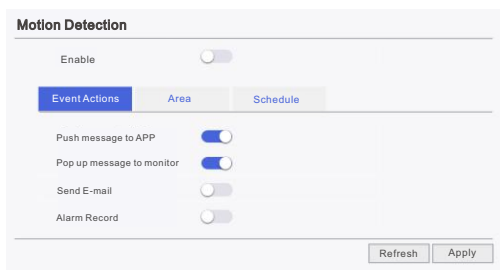 Motion Detection
Enable
Event Actions
Area
Schedule
Push message to APP
Pop up message to monitor
Send E-mail
Alarm Record
Refresh
Apply